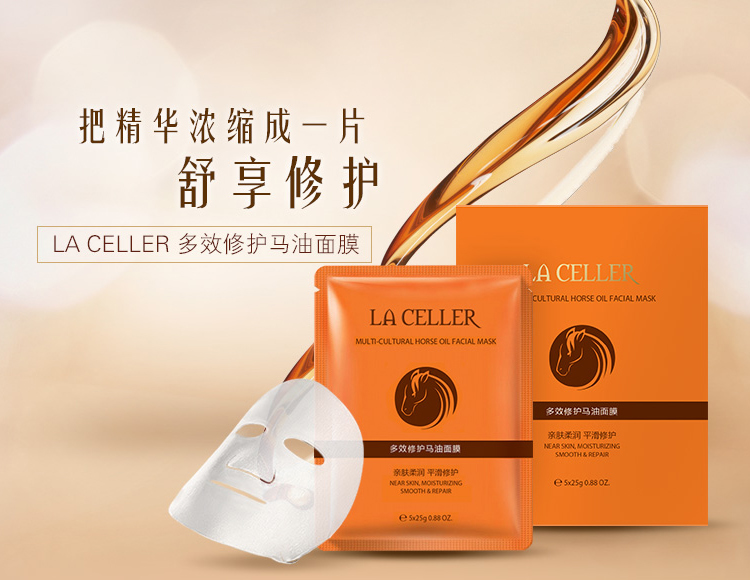 把精华浓缩成一片
舒享修护
LA CELLER 多效修护马油面膜
LA CELLER
MULTI-CULTURAL HORSE OIL FACIAL MASK
多效修护马油面膜
亲肤柔润 平滑修护
NEAR SKIN, MOISTURIZING
SMOOTH & REPAIR
℮ 5x25g 0.88 OZ.
LA CELLER
CULTURAL HORSE OIL FACIAL MASK
多效修护马油面膜
亲肤柔润 平滑修护
NEAR SKIN, MOISTURIZING
SMOOTH & REPAIR
℮ 5x25g 0.88 OZ.